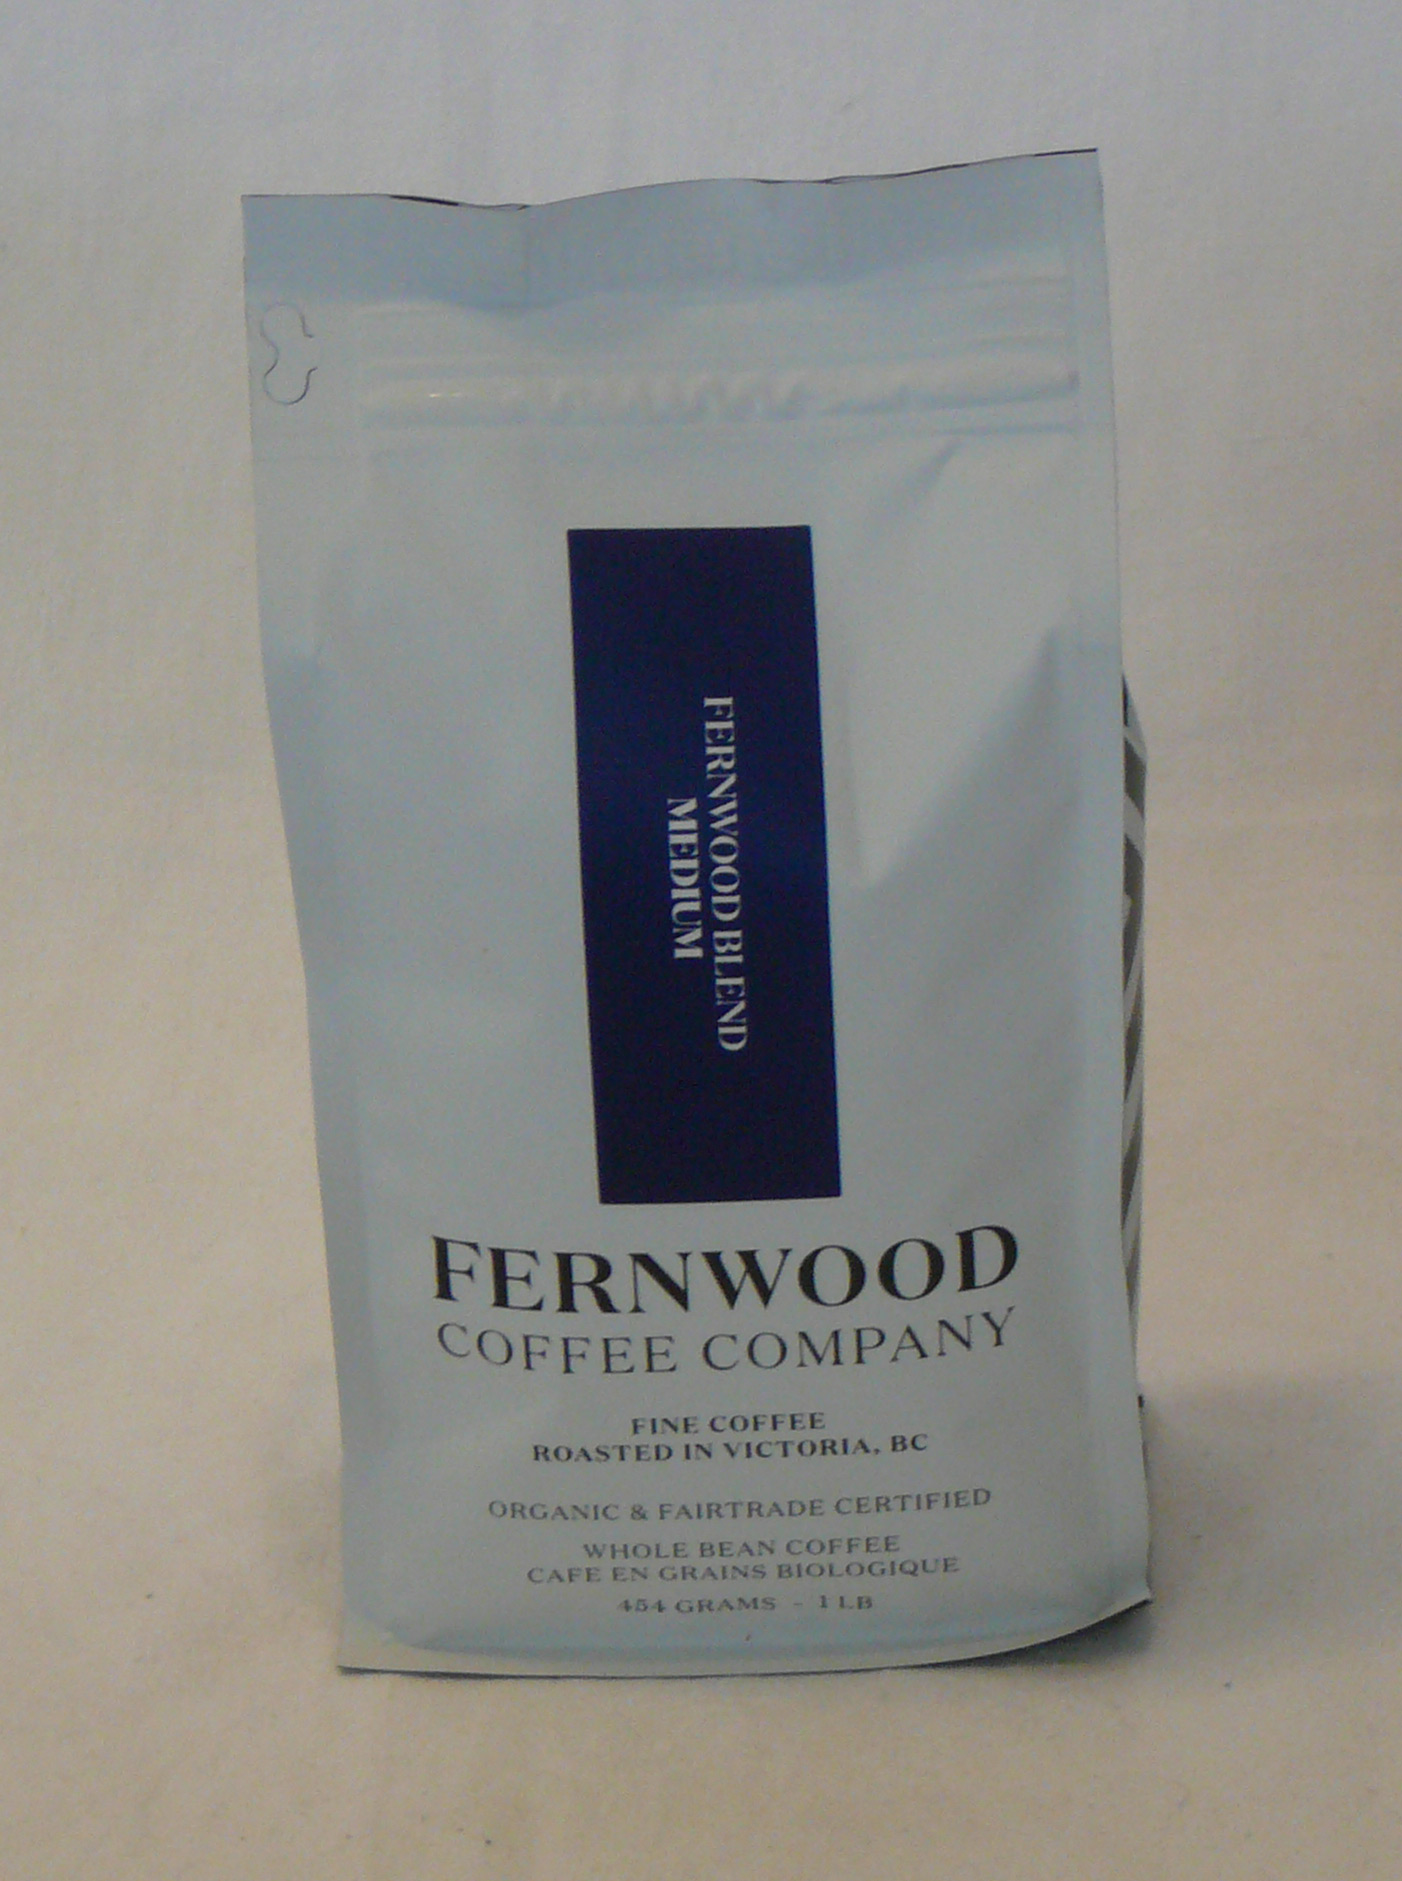 FERNWOOD BLEND
MEDIUM
FERNWOOD
COFFEE COMPANY
FINE COFFEE
ROASTED IN VICTORIA, BC
ORGANIC & FAIRTRADE CERTIFIED
WHOLE BEAN COFFEE
CAFE EN GRAINS BIOLOGIQUE
454 GRAMS - 1 LB